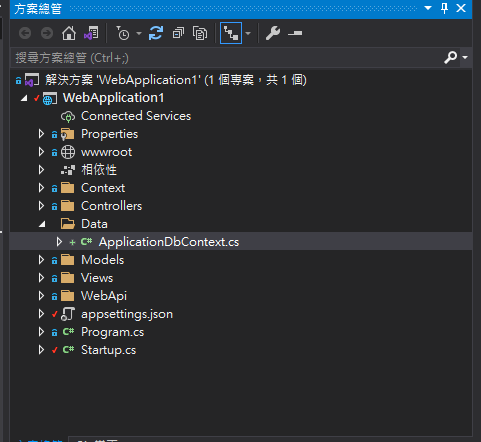 方案總管
搜尋方案總管 (Ctrl+;)
解決方案 'WebApplication1' (1 個專案，共 1 個)
WebApplication1
Connected Services
Properties
wwwroot
相依性
Context
Controllers
Data
C# ApplicationDbContext.cs
Models
Views
WebApi
appsettings.json
C# Program.cs
C# Startup.cs